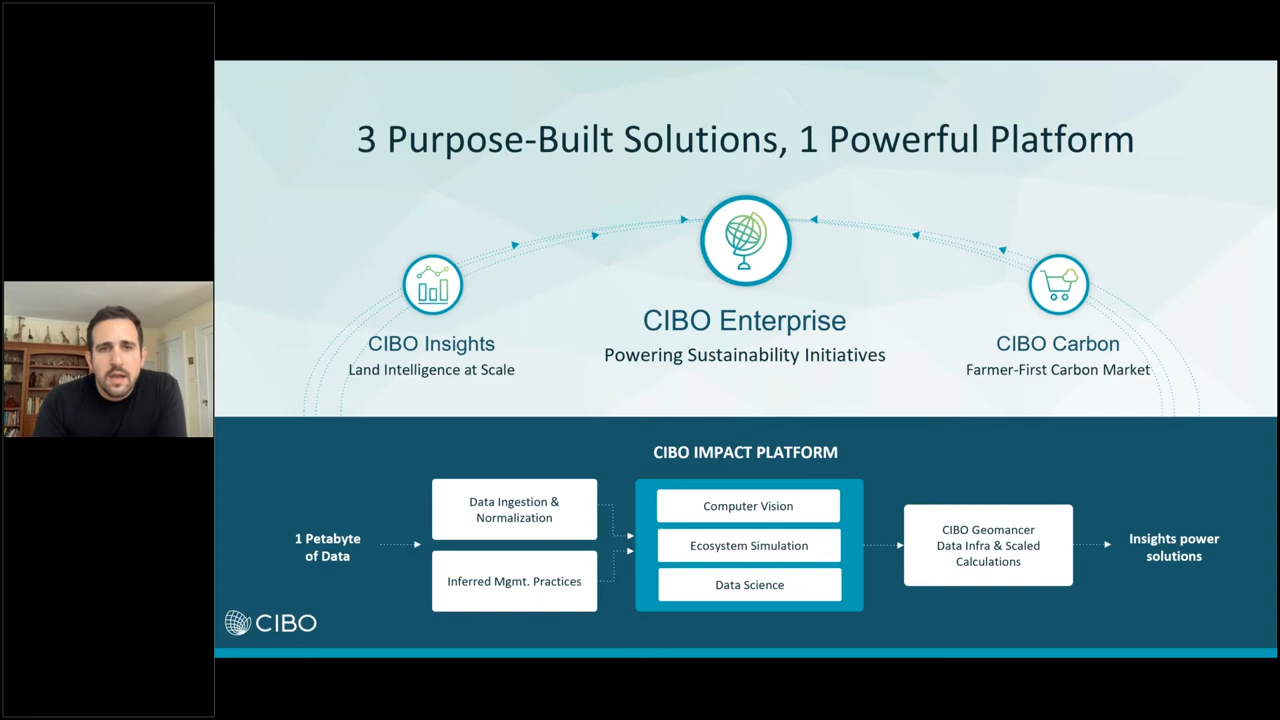 3 Purpose-Built Solutions, 1 Powerful Platform
CIBO Insights
Land Intelligence at Scale
CIBO Enterprise
Powering Sustainability Initiatives
CIBO Carbon
Farmer-First Carbon Market
CIBO IMPACT PLATFORM
1 Petabyte
of Data
Data Ingestion &
Normalization
Inferred Mgmt. Practices
Computer Vision
Ecosystem Simulation
Data Science
CIBO Geomancer
Data Infra & Scaled
Calculations
Insights power
solutions
CIBO